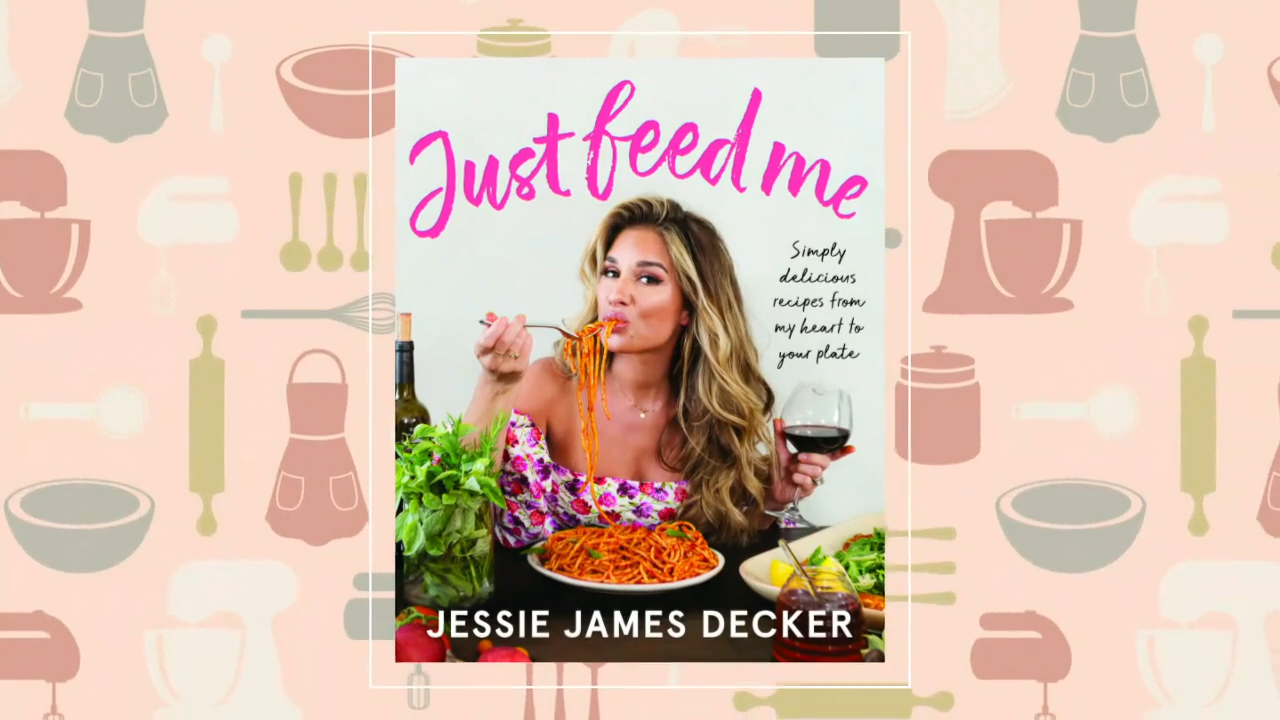 Just feed me
Simply
delicious
recipes from
my heart to
your plate
JESSIE JAMES DECKER